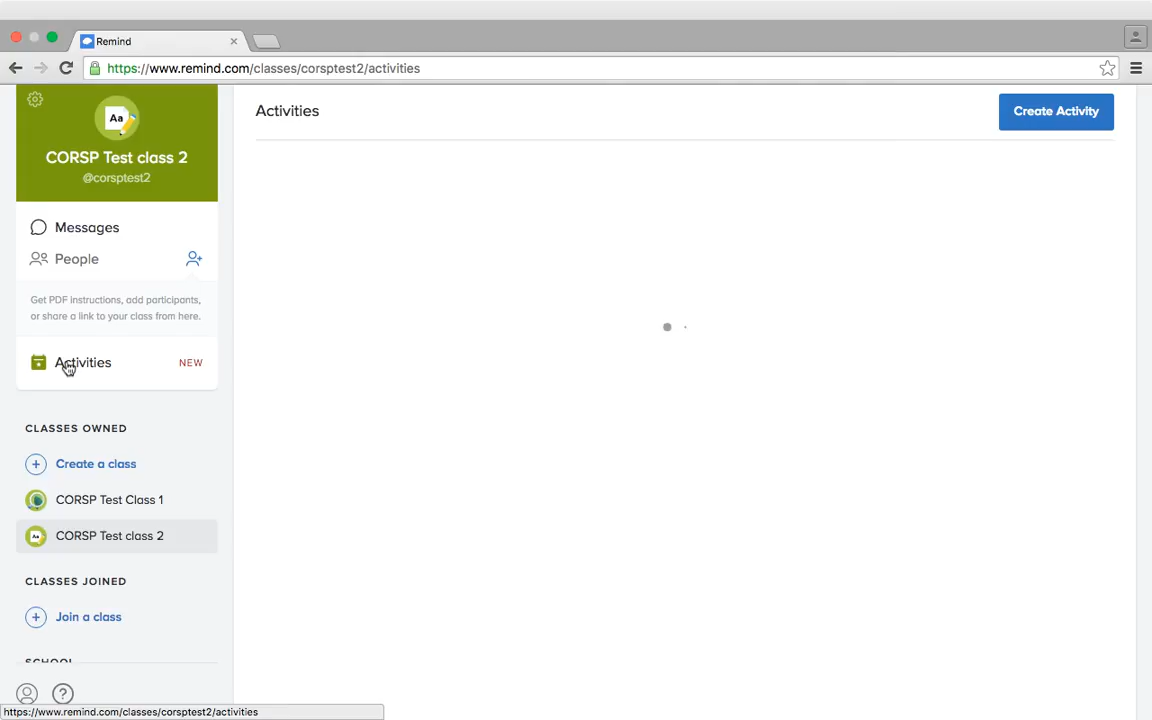 Remind
https://www.remind.com/classes/corsptest2/activities
Aa
CORSP Test class 2
@corsptest2
Messages
People
Get PDF instructions, add participants,
or share a link to your class from here.
Activities NEW
CLASSES OWNED
Create a class
CORSP Test Class 1
Aa CORSP Test class 2
CLASSES JOINED
Join a class
SCHOOL
?
https://www.remind.com/classes/corsptest2/activities
Activities
Create Activity